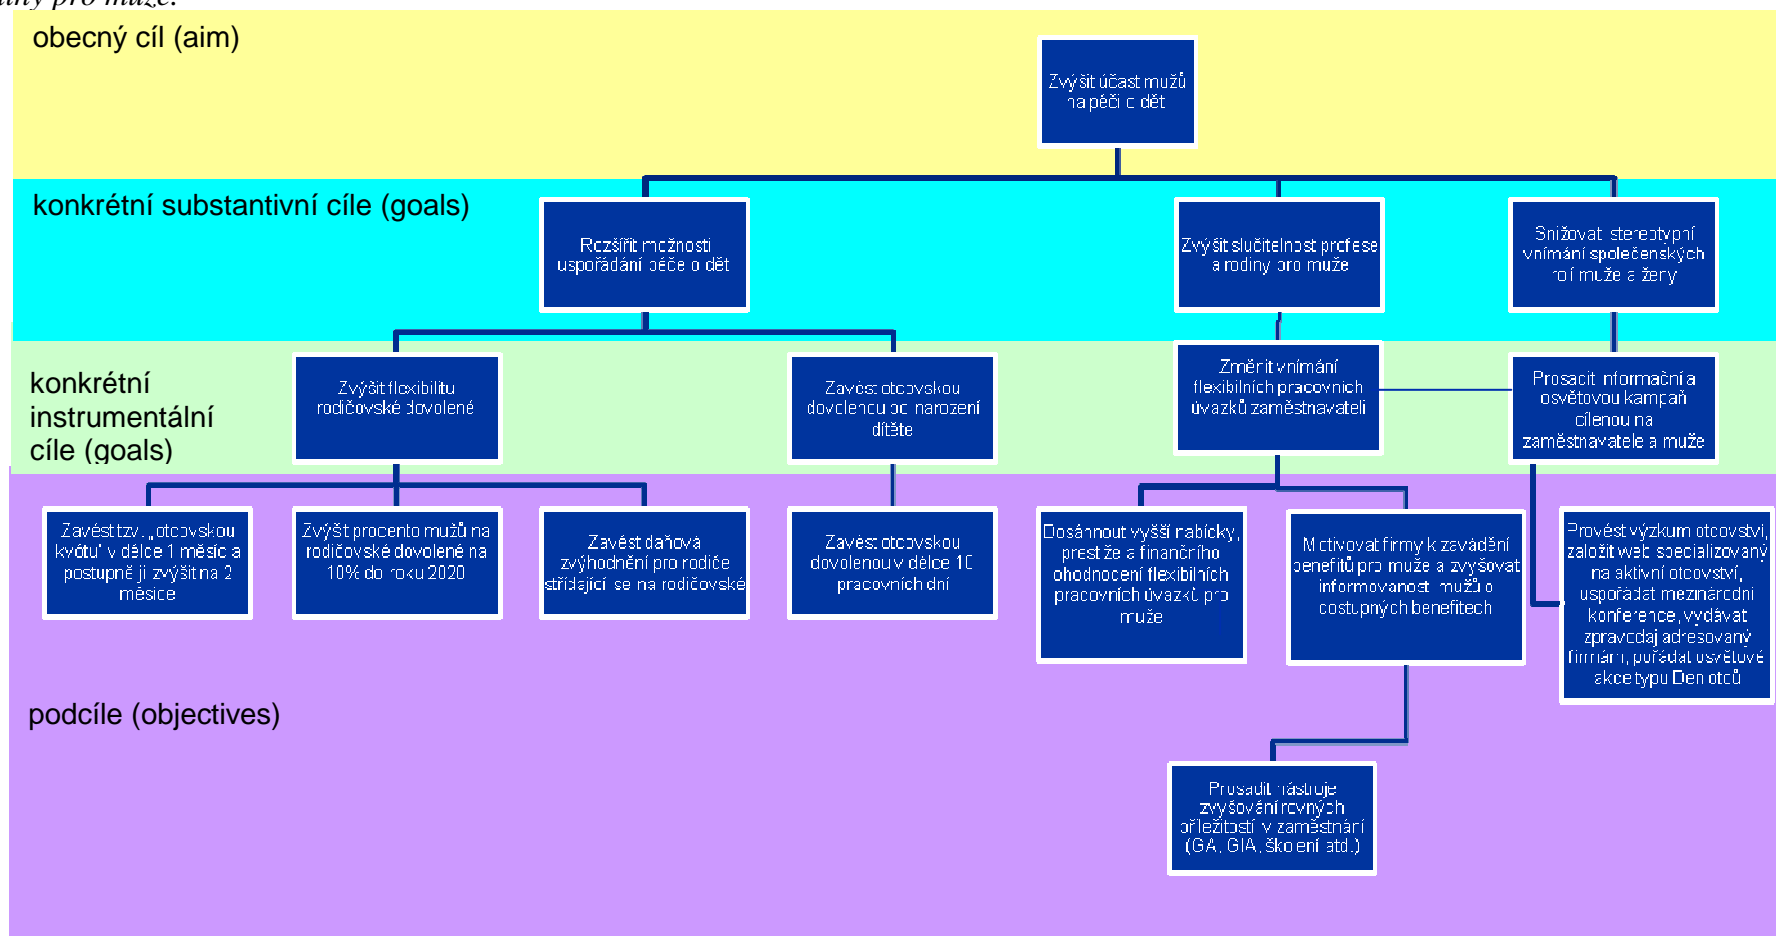 pro muže.
obecný cíl (aim)
Zvýšit účast mužů
na péči o dět
konkrétní substantivní cíle (goals)
Rozšířit možnosti
uspořádání péče o dět
Zvýšit slučitelnost profese
a rodiny pro muže
Snižovat stereotypní
vnímání společenských
rolí muže a ženy
konkrétní
instrumentální
cíle (goals)
Zvýšit flexibilitu
rodičovské dovolené
Zavést otcovskou
dovolenou po narození
dítěte
Změnit vnímání
flexibilních pracovních
úvazků zaměstnavateli
Prosadit informační a
osvětovou kampaň
cílenou na
zaměstnavatele a muže
Zavést tzv. „otcovskou
kvótu“ v délce 1 měsíc a
postupně ji zvýšit na 2
měsíce
Zvýšit procento mužů na
rodičovské dovolené na
10% do roku 2020
Zavést daňová
zvýhodnění pro rodiče
střídající se na rodičovské
Zavést otcovskou
dovolenou v délce 10
pracovních dní
Dosáhnout vyšší nabídky,
prestiže a finančního
ohodnocení flexibilních
pracovních úvazků pro
muže
Motivovat firmy k zavádění
benefitů pro muže a zvyšovat
informovanost mužů o
dostupných benefitech
Provést výzkum otcovství,
založit web specializovaný
na aktivní otcovství,
uspořádat mezinárodní
konference, vydávat
zpravodaj adresovaný
firmám, pořádat osvětové
akce typu Den otců
podcíle (objectives)
Prosadit nástroje
zvyšování rovných
příležitostí v zaměstnání
(GA, GIA, školení atd.)